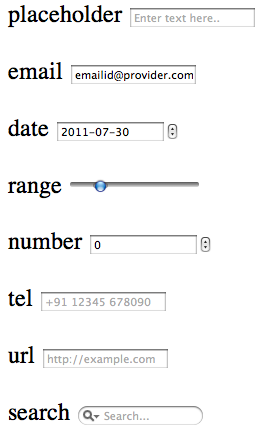 placeholder Enter text here..
email emailid@provider.com
date 2011-07-30
range
number 0
tel +91 12345 678090
url http://example.com
search Search...